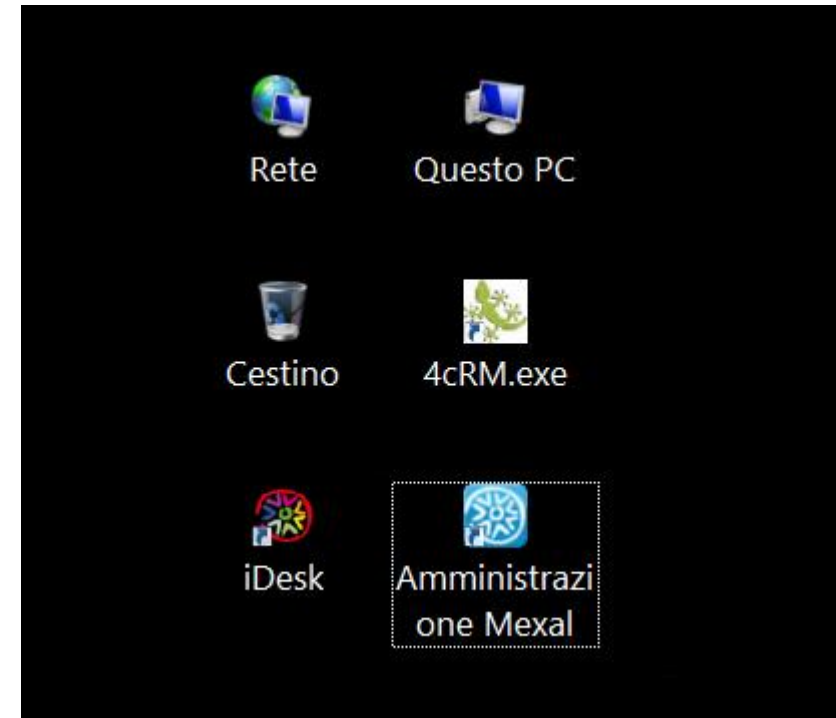 Rete
Questo PC
Cestino
4cRM.exe
iDesk
Amministrazi
one Mexal